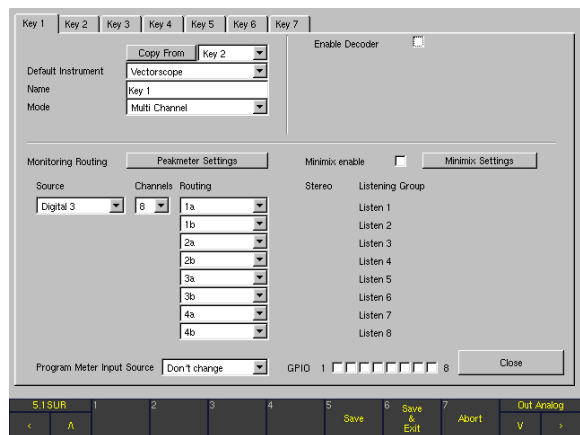 Key 1 Key 2 Key 3 Key 4 Key 5 Key 6 Key 7
Copy From Key 2 Enable Decoder
Default Instrument Vectorscope
Name Key 1
Mode Multi Channel
Monitoring Routing Peakmeter Settings Minimix enable Minimix Settings
Source Channels Routing Stereo Listening Group
Digital 3 8 1a Listen 1
1b Listen 2
2a Listen 3
2b Listen 4
3a Listen 5
3b Listen 6
4a Listen 7
4b Listen 8
Program Meter Input Source Don't change GPIO 1 8 Close
5.1SUR 1 2 3 4 5 Save 6 Save & Exit 7 Abort Out Analog
< Λ V >